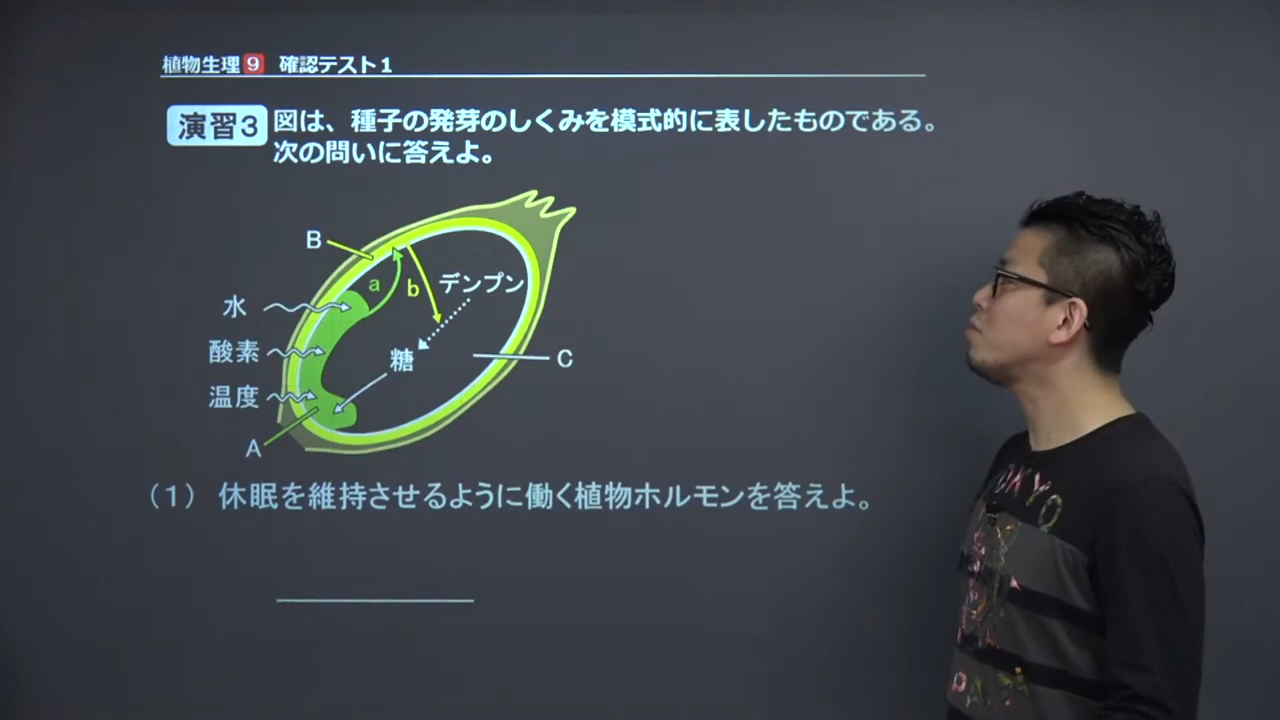 植物生理9 確認テスト1
演習3 図は、種子の発芽のしくみを模式的に表したものである。
次の問いに答えよ。
B
a
b
デンプン
水
酸素
糖
C
温度
A
(1) 休眠を維持させるように働く植物ホルモンを答えよ。
OKYO